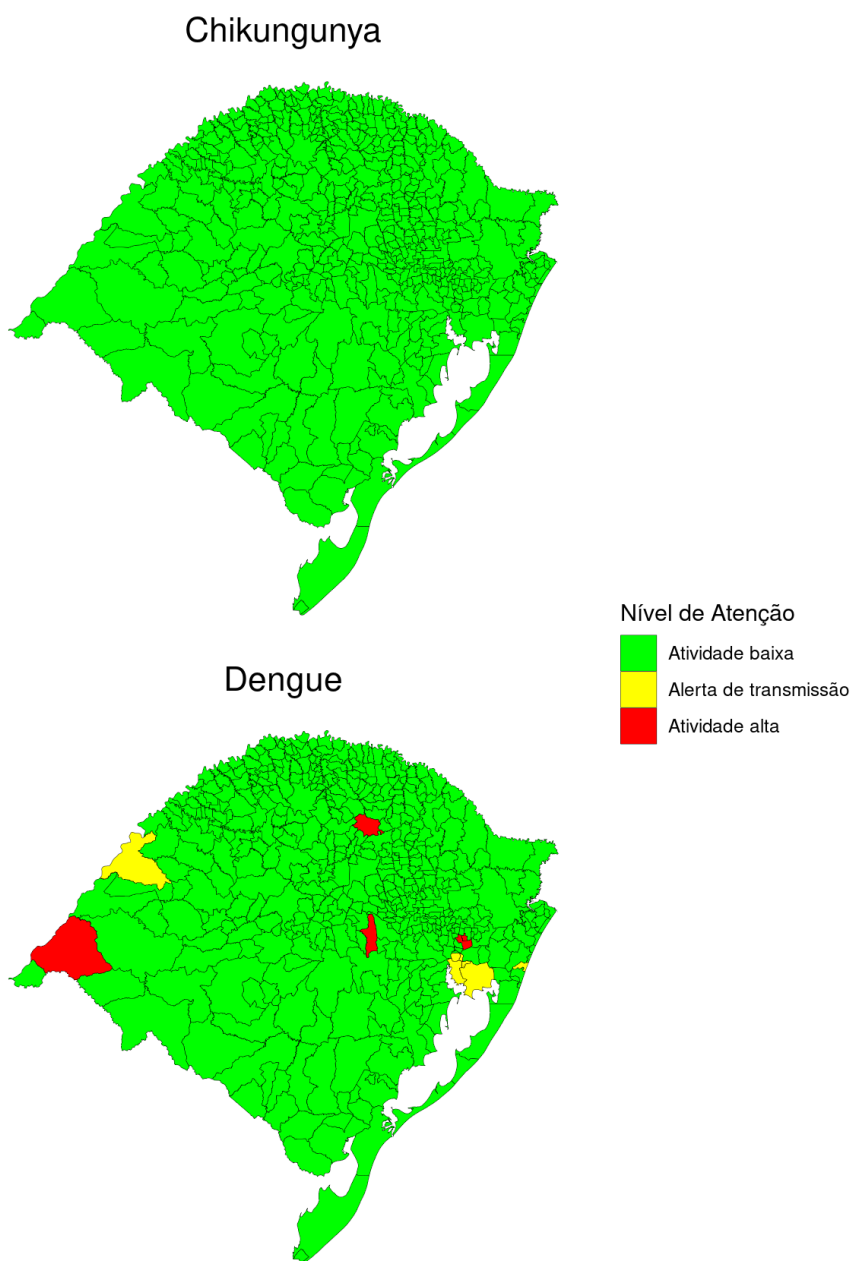 Chikungunya
Nível de Atenção
Atividade baixa
Alerta de transmissão
Atividade alta
Dengue